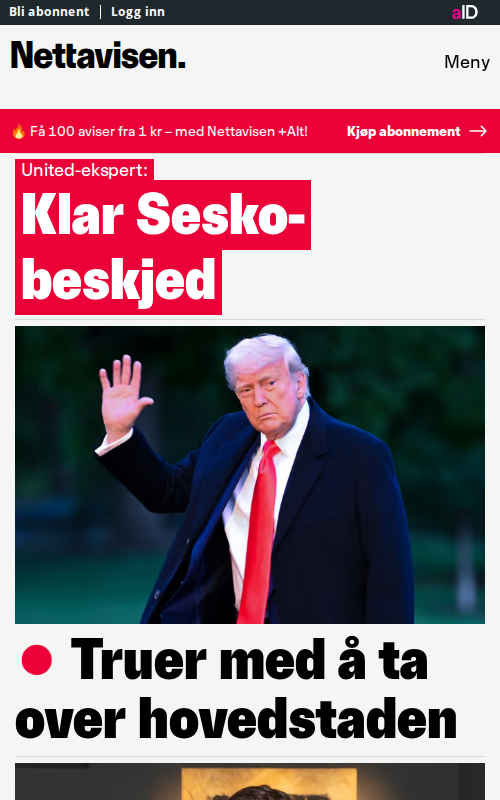 Bli abonnent
Logg inn
aID
Nettavisen.
Meny
🔥 Få 100 aviser fra 1 kr – med Nettavisen +Alt!
Kjøp abonnement →
United-ekspert:
Klar Sesko-
beskjed
Truer med å ta
over hovedstaden